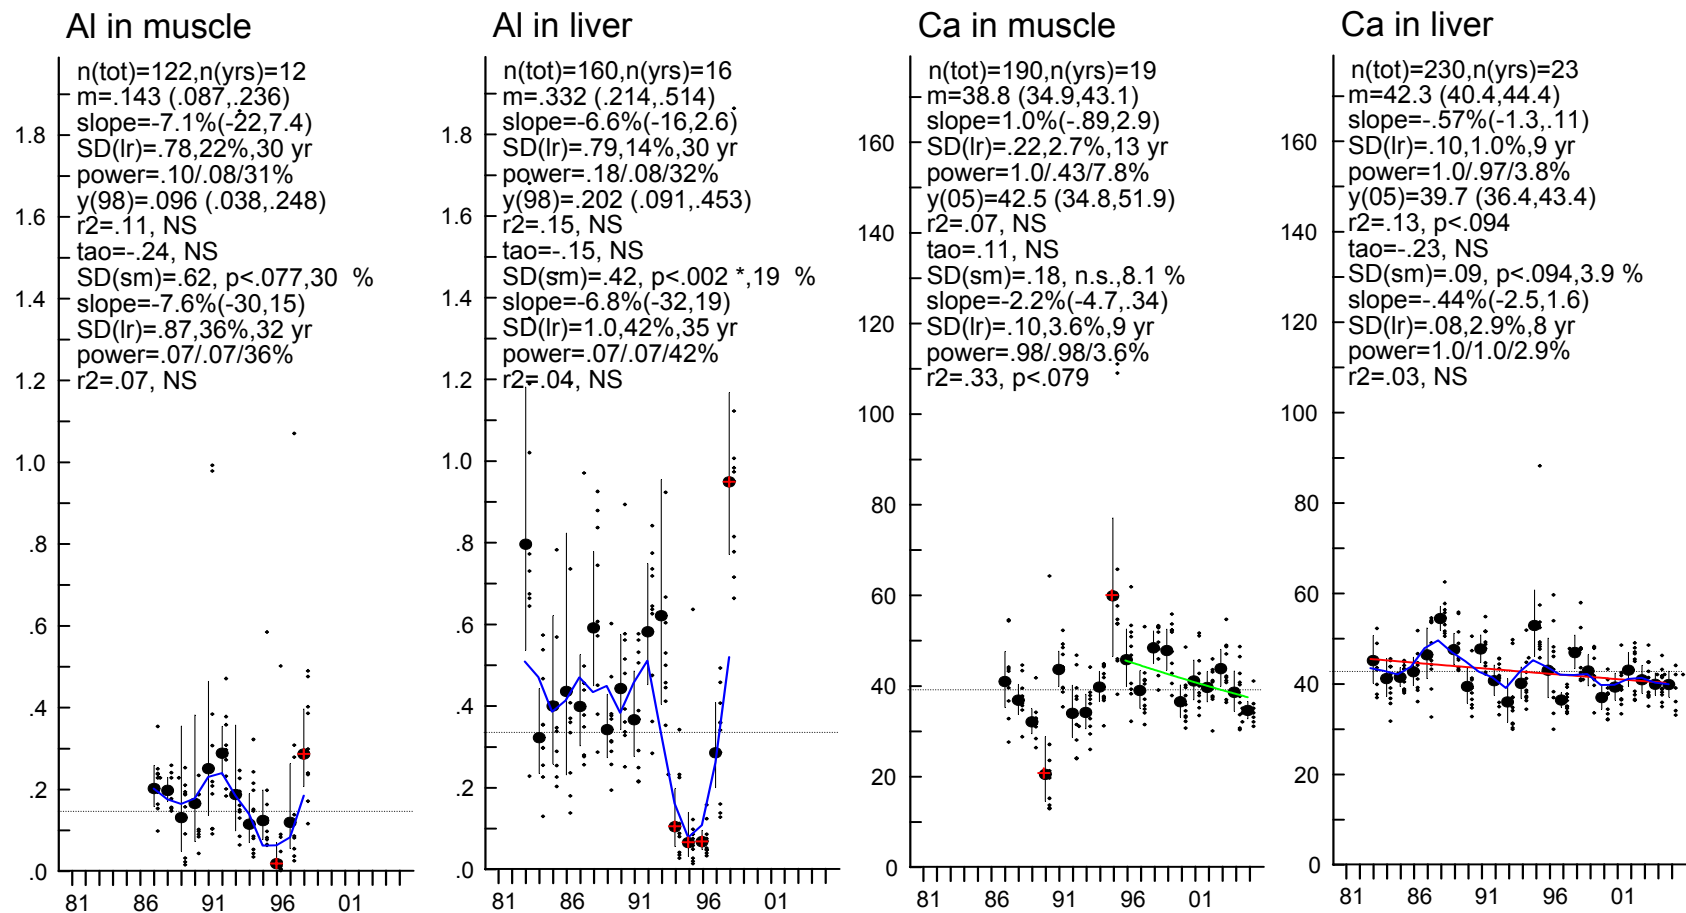 Al in muscle
n(tot)=122,n(yrs)=12
m=.143 (.087,.236)
slope=-7.1%(-22,7.4)
SD(lr)=.78,22%,30 yr
power=.10/.08/31%
y(98)=.096 (.038,.248)
r2=.11, NS
tao=-.24, NS
SD(sm)=.62, p<.077,30 %
slope=-7.6%(-30,15)
SD(lr)=.87,36%,32 yr
power=.07/.07/36%
r2=.07, NS
1.8
1.6
1.4
1.2
1.0
.8
.6
.4
.2
.0
81 86 91 96 01
Al in liver
n(tot)=160,n(yrs)=16
m=.332 (.214,.514)
slope=-6.6%(-16,2.6)
SD(lr)=.79,14%,30 yr
power=.18/.08/32%
y(98)=.202 (.091,.453)
r2=.15, NS
tao=-.15, NS
SD(sm)=.42, p<.002 *,19 %
slope=-6.8%(-32,19)
SD(lr)=1.0,42%,35 yr
power=.07/.07/42%
r2=.04, NS
1.8
1.6
1.4
1.2
1.0
.8
.6
.4
.2
.0
81 86 91 96 01
Ca in muscle
n(tot)=190,n(yrs)=19
m=38.8 (34.9,43.1)
slope=1.0%(-.89,2.9)
SD(lr)=.22,2.7%,13 yr
power=1.0/.43/7.8%
y(05)=42.5 (34.8,51.9)
r2=.07, NS
tao=.11, NS
SD(sm)=.18, n.s.,8.1 %
slope=-2.2%(-4.7,.34)
SD(lr)=.10,3.6%,9 yr
power=.98/.98/3.6%
r2=.33, p<.079
160
140
120
100
80
60
40
20
0
81 86 91 96 01
Ca in liver
n(tot)=230,n(yrs)=23
m=42.3 (40.4,44.4)
slope=-.57%(-1.3,.11)
SD(lr)=.10,1.0%,9 yr
power=1.0/.97/3.8%
y(05)=39.7 (36.4,43.4)
r2=.13, p<.094
tao=-.23, NS
SD(sm)=.09, p<.094,3.9 %
slope=-.44%(-2.5,1.6)
SD(lr)=.08,2.9%,8 yr
power=1.0/1.0/2.9%
r2=.03, NS
160
140
120
100
80
60
40
20
0
81 86 91 96 01